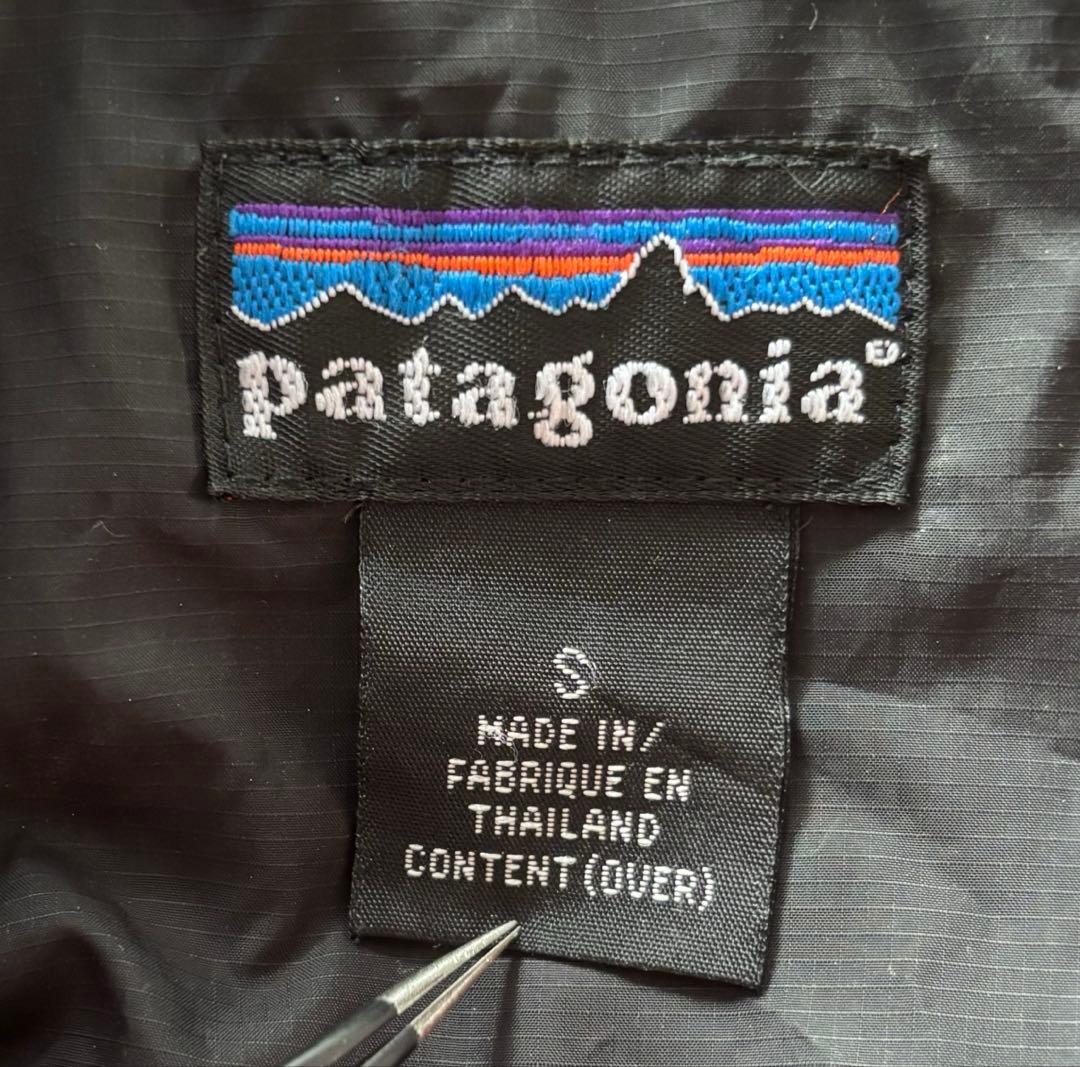 patagonia®
S
MADE IN/
FABRIQUE EN
THAILAND
CONTENT(OVER)